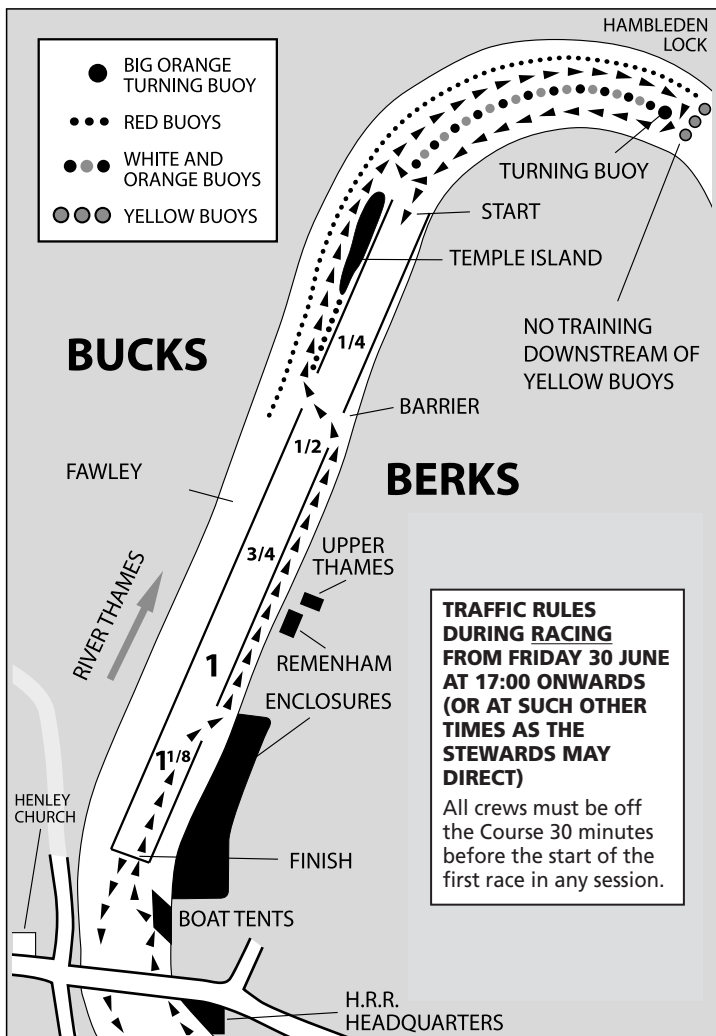 HAMBLEDEN
LOCK
BIG ORANGE
TURNING BUOY
RED BUOYS
WHITE AND
ORANGE BUOYS
YELLOW BUOYS
TURNING BUOY
START
TEMPLE ISLAND
NO TRAINING
DOWNSTREAM OF
YELLOW BUOYS
1/4
BUCKS
BARRIER
1/2
BERKS
FAWLEY
3/4
UPPER
THAMES
RIVER THAMES
REMENHAM
1
ENCLOSURES
1 1/8
TRAFFIC RULES
DURING RACING
FROM FRIDAY 30 JUNE
AT 17:00 ONWARDS
(OR AT SUCH OTHER
TIMES AS THE
STEWARDS MAY
DIRECT)
All crews must be off
the Course 30 minutes
before the start of the
first race in any session.
HENLEY
CHURCH
FINISH
BOAT TENTS
H.R.R.
HEADQUARTERS